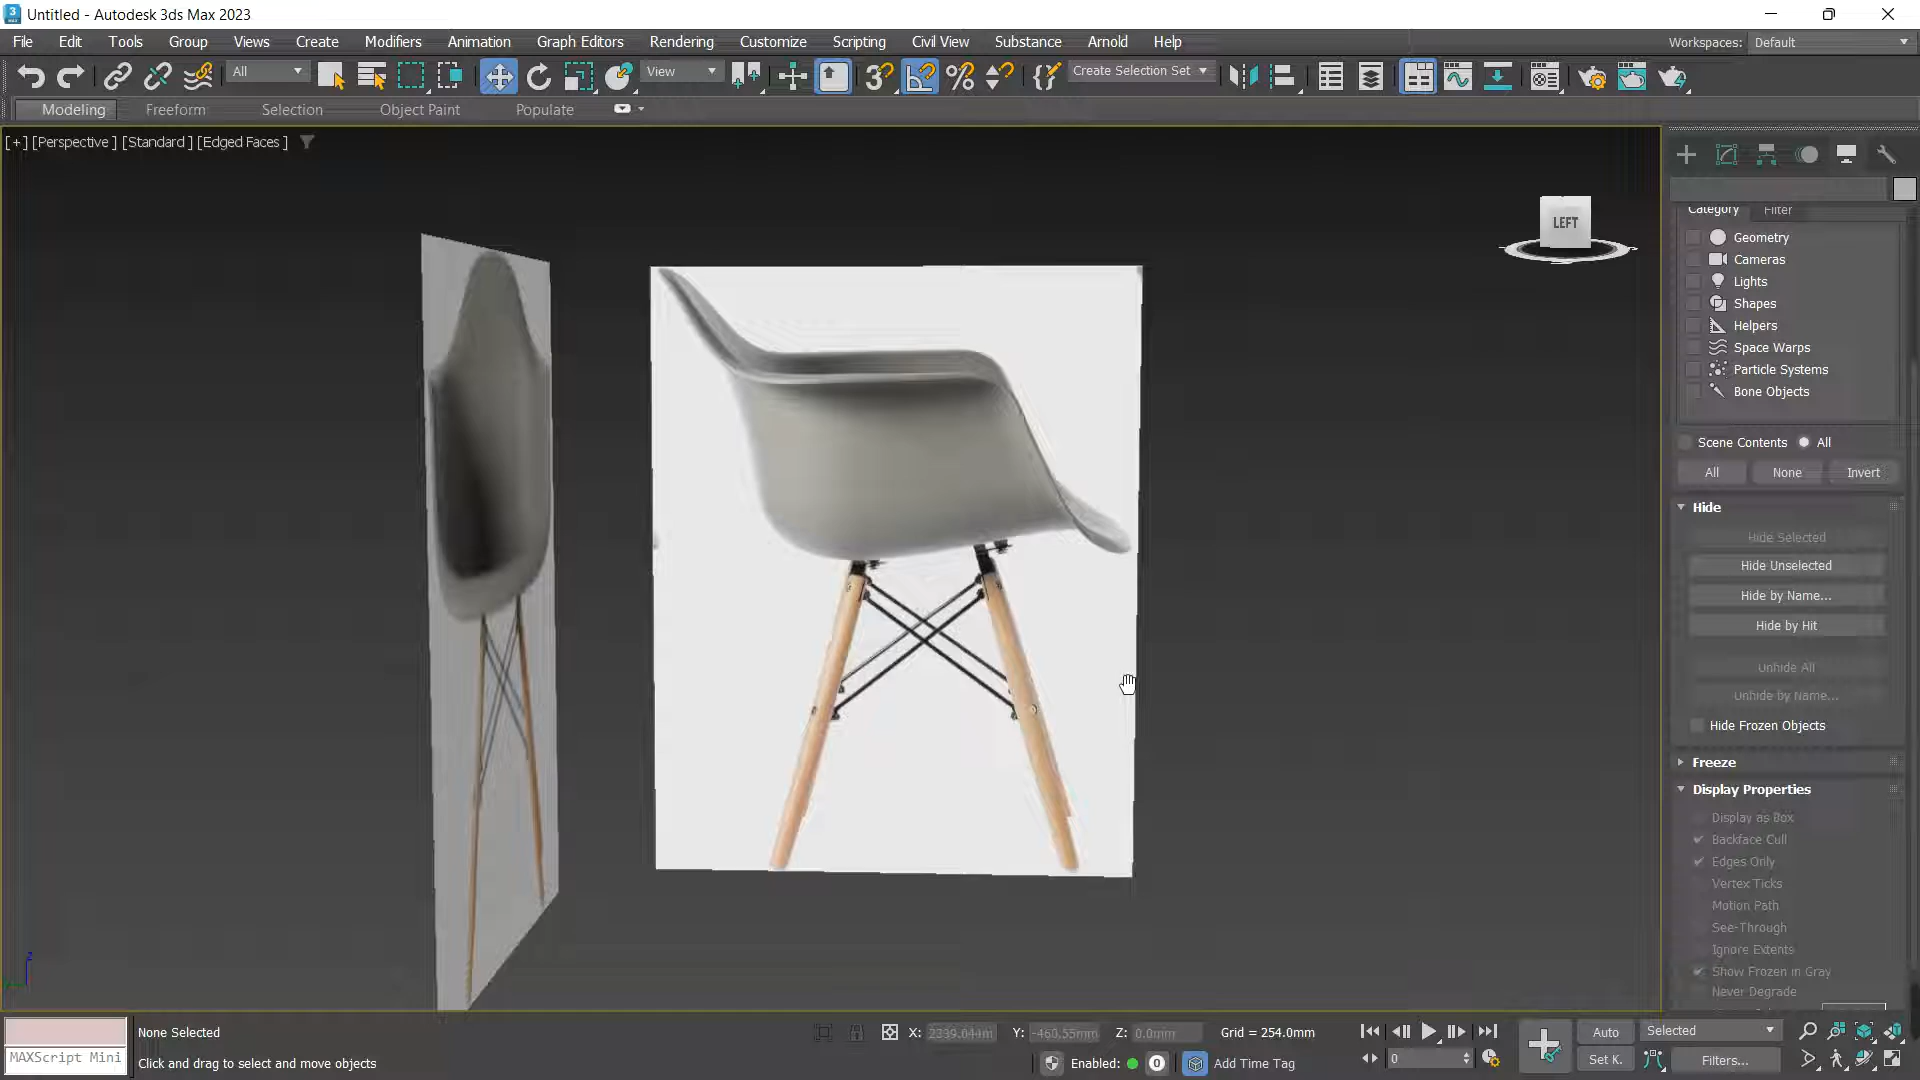 Untitled - Autodesk 3ds Max 2023
File Edit Tools Group Views Create Modifiers Animation Graph Editors Rendering Customize Scripting Civil View Substance Arnold Help Workspaces: Default
All View Create Selection Set
Modeling Freeform Selection Object Paint Populate
[+] [Perspective ] [Standard ] [Edged Faces ]
LEFT
Category Filter
Geometry
Cameras
Lights
Shapes
Helpers
Space Warps
Particle Systems
Bone Objects
Scene Contents All
All None Invert
Hide
Hide Selected
Hide Unselected
Hide by Name...
Hide by Hit
Unhide All
Unhide by Name...
Hide Frozen Objects
Freeze
Display Properties
Display as Box
Backface Cull
Edges Only
Vertex Ticks
Motion Path
See-Through
Ignore Extents
Show Frozen in Gray
Never Degrade
z
None Selected X: 2239.04mm Y: -460.55mm Z: 0.0mm Grid = 254.0mm Auto Selected
MAXScript Mini Click and drag to select and move objects Enabled: 0 Add Time Tag 0 Set K. Filters...